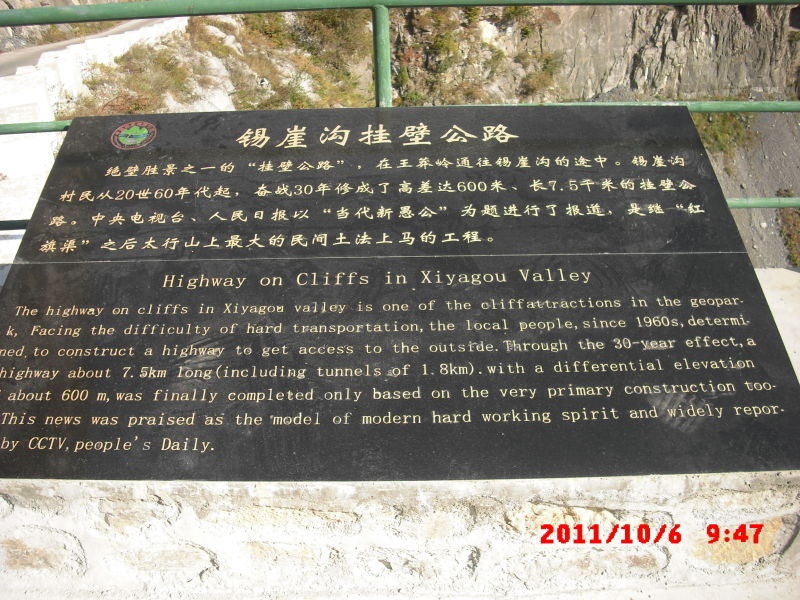 锡崖沟挂壁公路
绝壁胜景之一的“挂壁公路”，在王莽岭通往锡崖沟的途中。锡崖沟
村民从20世60年代起，奋战30年修成了高差达600米、长7.5千米的挂壁公
路。中央电视台、人民日报以“当代新愚公”为题进行了报道，是继“红
旗渠”之后太行山上最大的民间土法上马的工程。
Highway on Cliffs in Xiyagou Valley
The highway on cliffs in Xiyagou valley is one of the cliffattractions in the geopar-
k, Facing the difficulty of hard transportation, the local people, since 1960s, determi-
ned to construct a highway to get access to the outside. Through the 30-year effect, a
highway about 7.5km long(including tunnels of 1.8km). with a differential elevation
about 600 m, was finally completed only based on the very primary construction too-
This news was praised as the model of modern hard working spirit and widely repor-
by CCTV, people's Daily.
2011/10/6 9:47